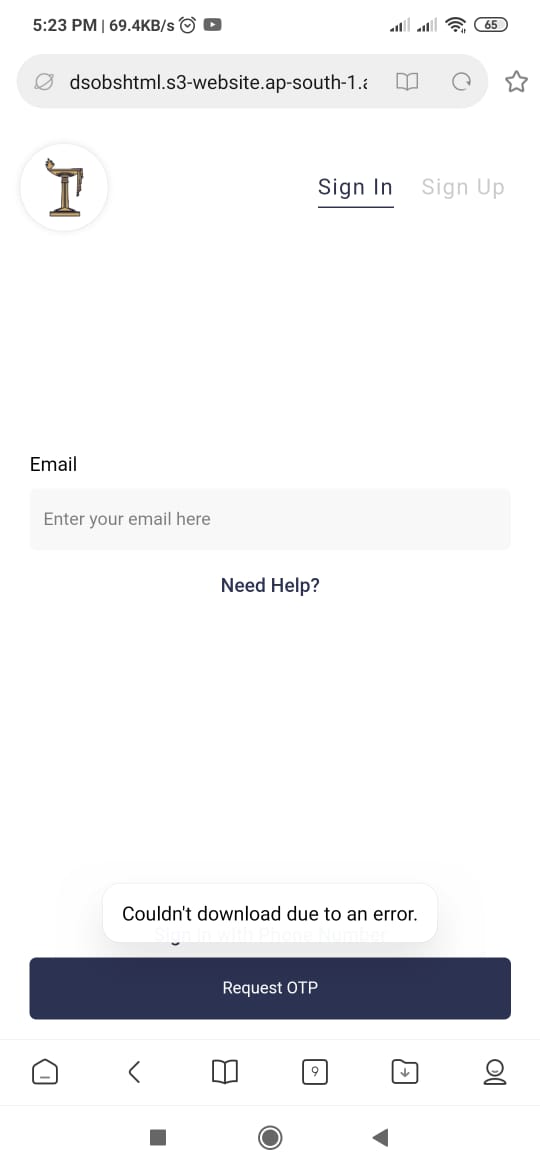 5:23 PM | 69.4KB/s
65
dsobshtml.s3-website.ap-south-1.a
Sign In
Sign Up
Email
Enter your email here
Need Help?
Couldn't download due to an error.
Sign In with Phone Number
Request OTP
9